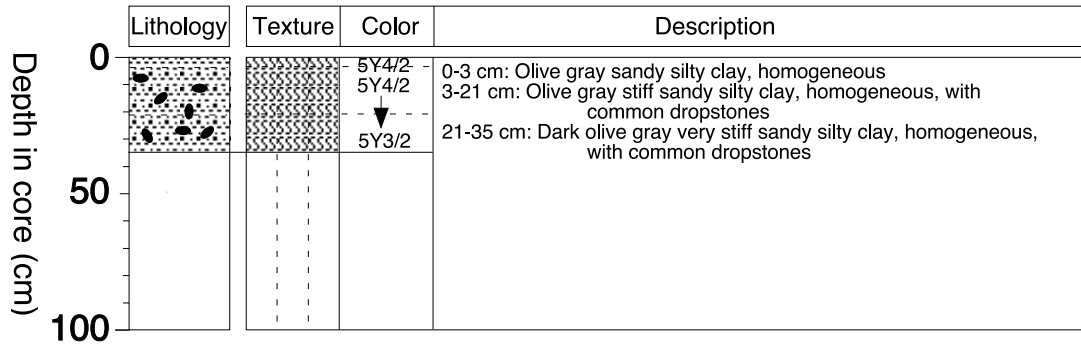 Lithology Texture Color Description
Depth in core (cm)
0
50
100
5Y4/2
5Y4/2
5Y3/2
0-3 cm: Olive gray sandy silty clay, homogeneous
3-21 cm: Olive gray stiff sandy silty clay, homogeneous, with
common dropstones
21-35 cm: Dark olive gray very stiff sandy silty clay, homogeneous,
with common dropstones